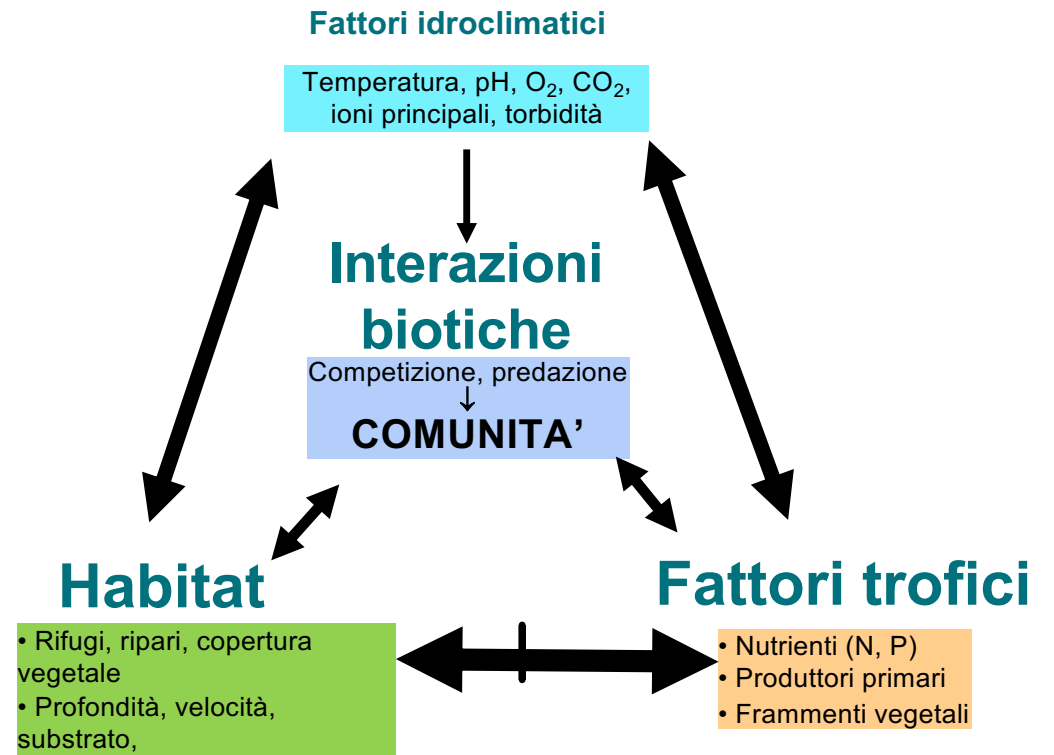 Fattori idroclimatici
Temperatura, pH, O₂, CO₂,
ioni principali, torbidità
Interazioni
biotiche
Competizione, predazione
↓
COMUNITA’
Habitat
• Rifugi, ripari, copertura
vegetale
• Profondità, velocità,
substrato,
Fattori trofici
• Nutrienti (N, P)
• Produttori primari
• Frammenti vegetali